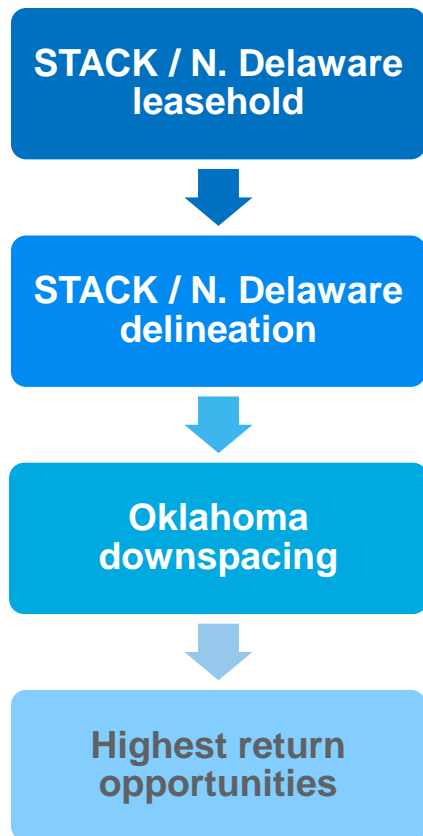 STACK / N. Delaware
leasehold
STACK / N. Delaware
delineation
Oklahoma
downspacing
Highest return
opportunities